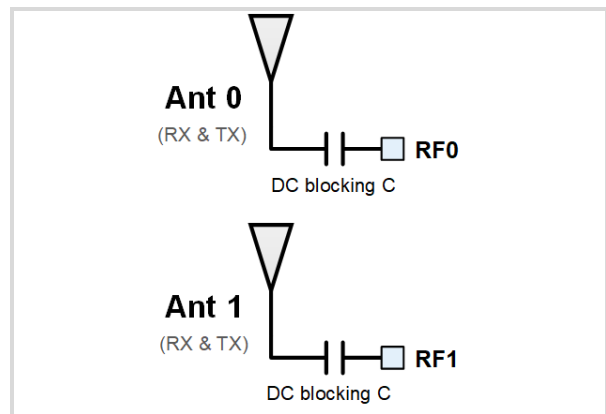 Ant 0
(RX & TX)
RF0
DC blocking C
Ant 1
(RX & TX)
RF1
DC blocking C